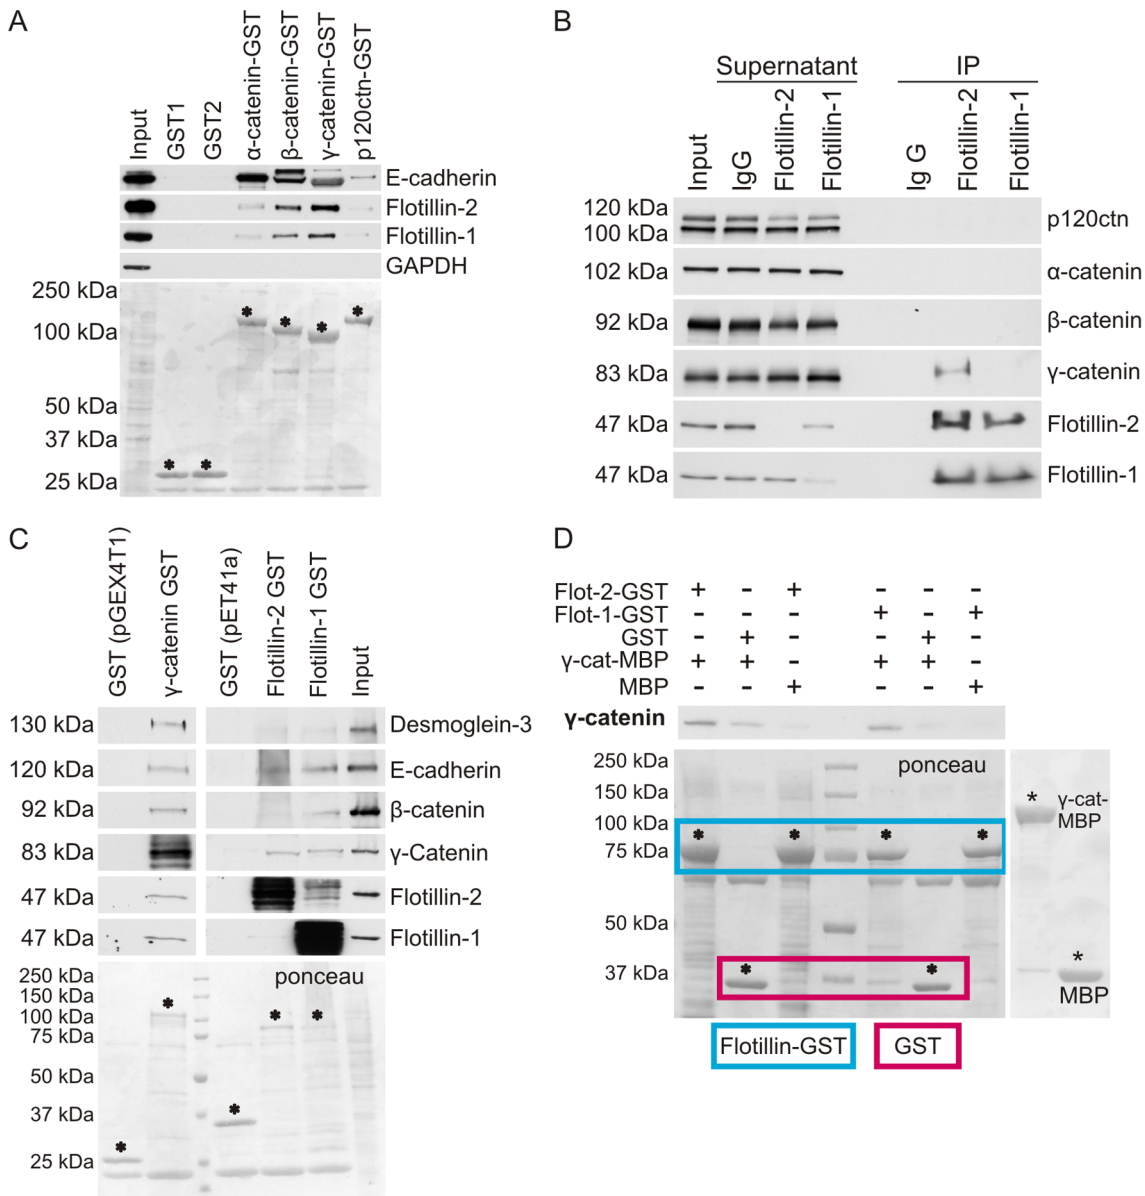 A
Input
GST1
GST2
α-catenin-GST
β-catenin-GST
γ-catenin-GST
p120ctn-GST
E-cadherin
Flotillin-2
Flotillin-1
GAPDH
250 kDa
100 kDa
50 kDa
37 kDa
25 kDa
B
Supernatant
IP
Input
IgG
Flotillin-2
Flotillin-1
Ig G
Flotillin-2
Flotillin-1
120 kDa
100 kDa
p120ctn
102 kDa
α-catenin
92 kDa
β-catenin
83 kDa
γ-catenin
47 kDa
Flotillin-2
47 kDa
Flotillin-1
C
GST (pGEX4T1)
γ-catenin GST
GST (pET41a)
Flotillin-2 GST
Flotillin-1 GST
Input
130 kDa
Desmoglein-3
120 kDa
E-cadherin
92 kDa
β-catenin
83 kDa
γ-Catenin
47 kDa
Flotillin-2
47 kDa
Flotillin-1
ponceau
250 kDa
150 kDa
100 kDa
75 kDa
50 kDa
37 kDa
25 kDa
D
Flot-2-GST + - + - - -
Flot-1-GST - - - + - +
GST - + - - + -
γ-cat-MBP + + - + + -
MBP - - + - - +
γ-catenin
ponceau
250 kDa
150 kDa
100 kDa
75 kDa
50 kDa
37 kDa
γ-cat-
MBP
MBP
Flotillin-GST
GST